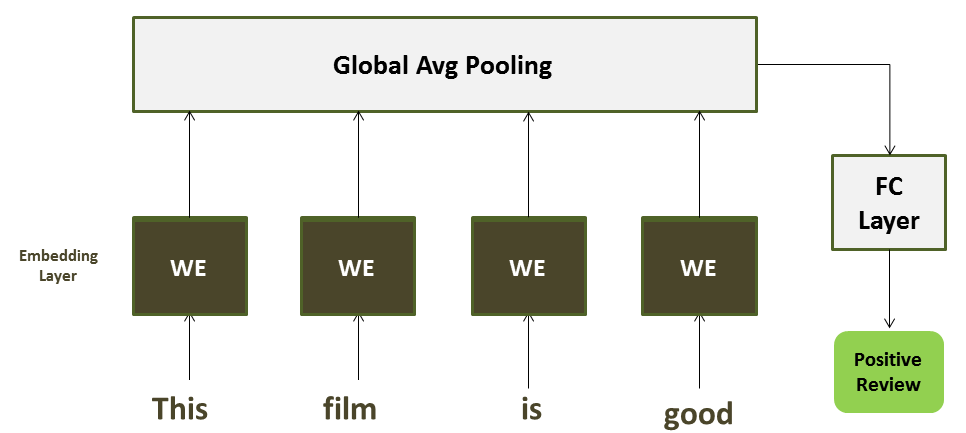 Global Avg Pooling
FC
Layer
Embedding
Layer
WE
WE
WE
WE
Positive
Review
This
film
is
good